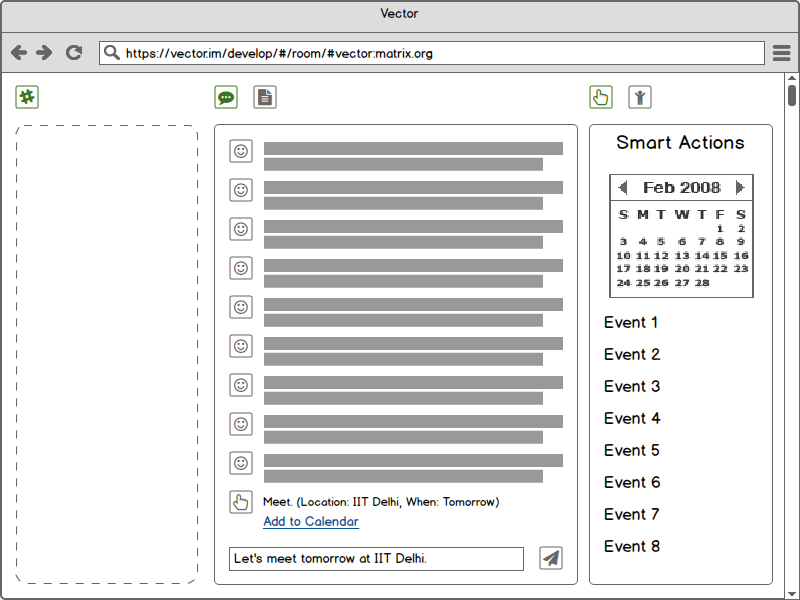 Vector
https://vector.im/develop/#/room/#vector:matrix.org
Smart Actions
Feb 2008
S M T W T F S
1 2
3 4 5 6 7 8 9
10 11 12 13 14 15 16
17 18 19 20 21 22 23
24 25 26 27 28
Event 1
Event 2
Event 3
Event 4
Event 5
Event 6
Event 7
Event 8
Meet. (Location: IIT Delhi, When: Tomorrow)
Add to Calendar
Let's meet tomorrow at IIT Delhi.